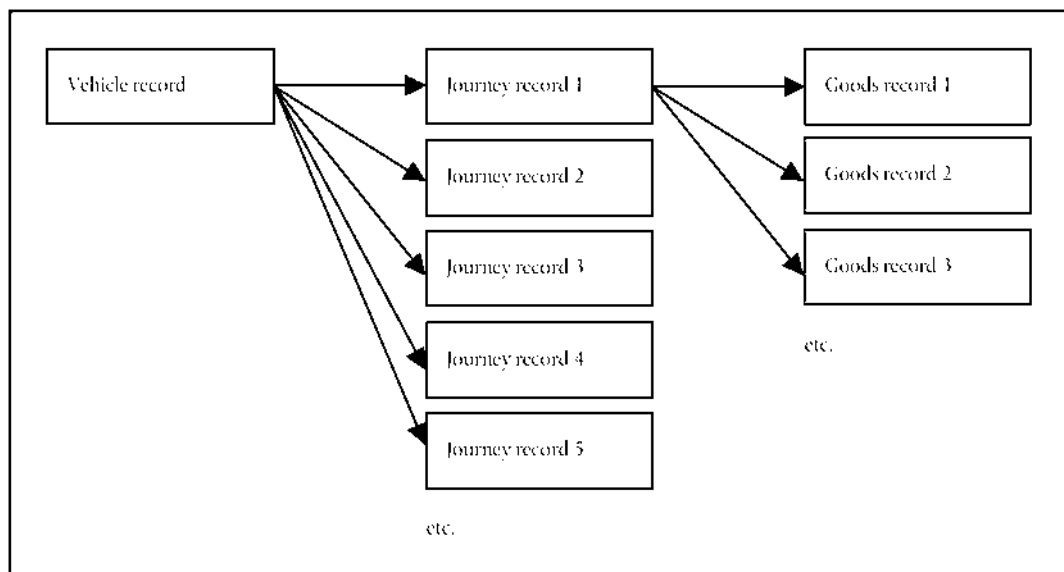 Vehicle record
Journey record 1
Goods record 1
Journey record 2
Goods record 2
Journey record 3
Goods record 3
etc.
Journey record 4
Journey record 5
etc.